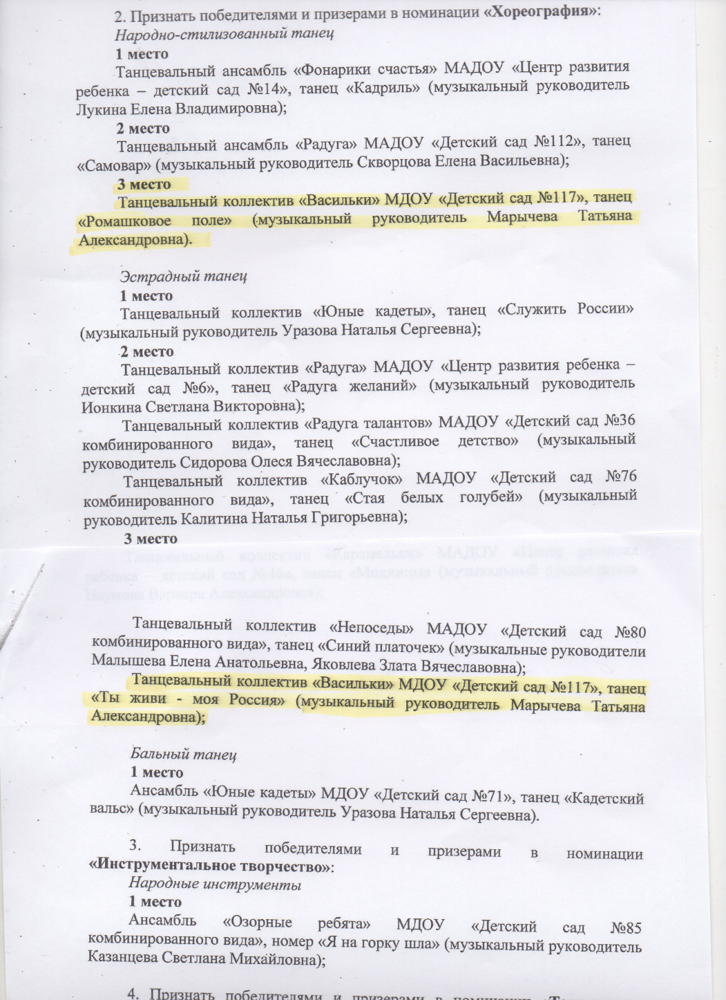 2. Признать победителями и призерами в номинации «Хореография»:
Народно-стилизованный танец
1 место
Танцевальный ансамбль «Фонарики счастья» МАДОУ «Центр развития
ребенка – детский сад №14», танец «Кадриль» (музыкальный руководитель
Лукина Елена Владимировна);
2 место
Танцевальный ансамбль «Радуга» МАДОУ «Детский сад №112», танец
«Самовар» (музыкальный руководитель Скворцова Елена Васильевна);
3 место
Танцевальный коллектив «Васильки» МДОУ «Детский сад №117», танец
«Ромашковое поле» (музыкальный руководитель Марычева Татьяна
Александровна).
Эстрадный танец
1 место
Танцевальный коллектив «Юные кадеты», танец «Служить России»
(музыкальный руководитель Уразова Наталья Сергеевна);
2 место
Танцевальный коллектив «Радуга» МАДОУ «Центр развития ребенка –
детский сад №6», танец «Радуга желаний» (музыкальный руководитель
Ионкина Светлана Викторовна);
Танцевальный коллектив «Радуга талантов» МАДОУ «Детский сад №36
комбинированного вида», танец «Счастливое детство» (музыкальный
руководитель Сидорова Олеся Вячеславовна);
Танцевальный коллектив «Каблучок» МАДОУ «Детский сад №76
комбинированного вида», танец «Стая белых голубей» (музыкальный
руководитель Калитина Наталья Григорьевна);
3 место
Танцевальный коллектив «Карамельки» МАДОУ «Центр развития
ребенка – детский сад танец (музыкальный
Наумова Варвара Александровна);
Танцевальный коллектив «Непоседы» МАДОУ «Детский сад №80
комбинированного вида», танец «Синий платочек» (музыкальные руководители
Малышева Елена Анатольевна, Яковлева Злата Вячеславовна);
Танцевальный коллектив «Васильки» МДОУ «Детский сад №117», танец
«Ты живи - моя Россия» (музыкальный руководитель Марычева Татьяна
Александровна);
Бальный танец
1 место
Ансамбль «Юные кадеты» МДОУ «Детский сад №71», танец «Кадетский
вальс» (музыкальный руководитель Уразова Наталья Сергеевна).
3. Признать победителями и призерами в номинации
«Инструментальное творчество»:
Народные инструменты
1 место
Ансамбль «Озорные ребята» МДОУ «Детский сад №85
комбинированного вида», номер «Я на горку шла» (музыкальный руководитель
Казанцева Светлана Михайловна);
4. Признать победителями и призерами в номинации